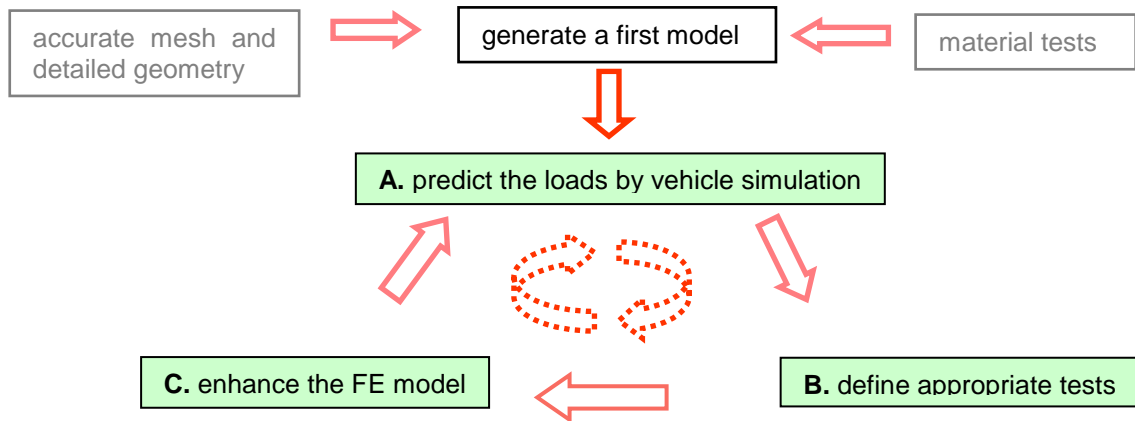 accurate mesh and
detailed geometry
generate a first model
material tests
A. predict the loads by vehicle simulation
C. enhance the FE model
B. define appropriate tests